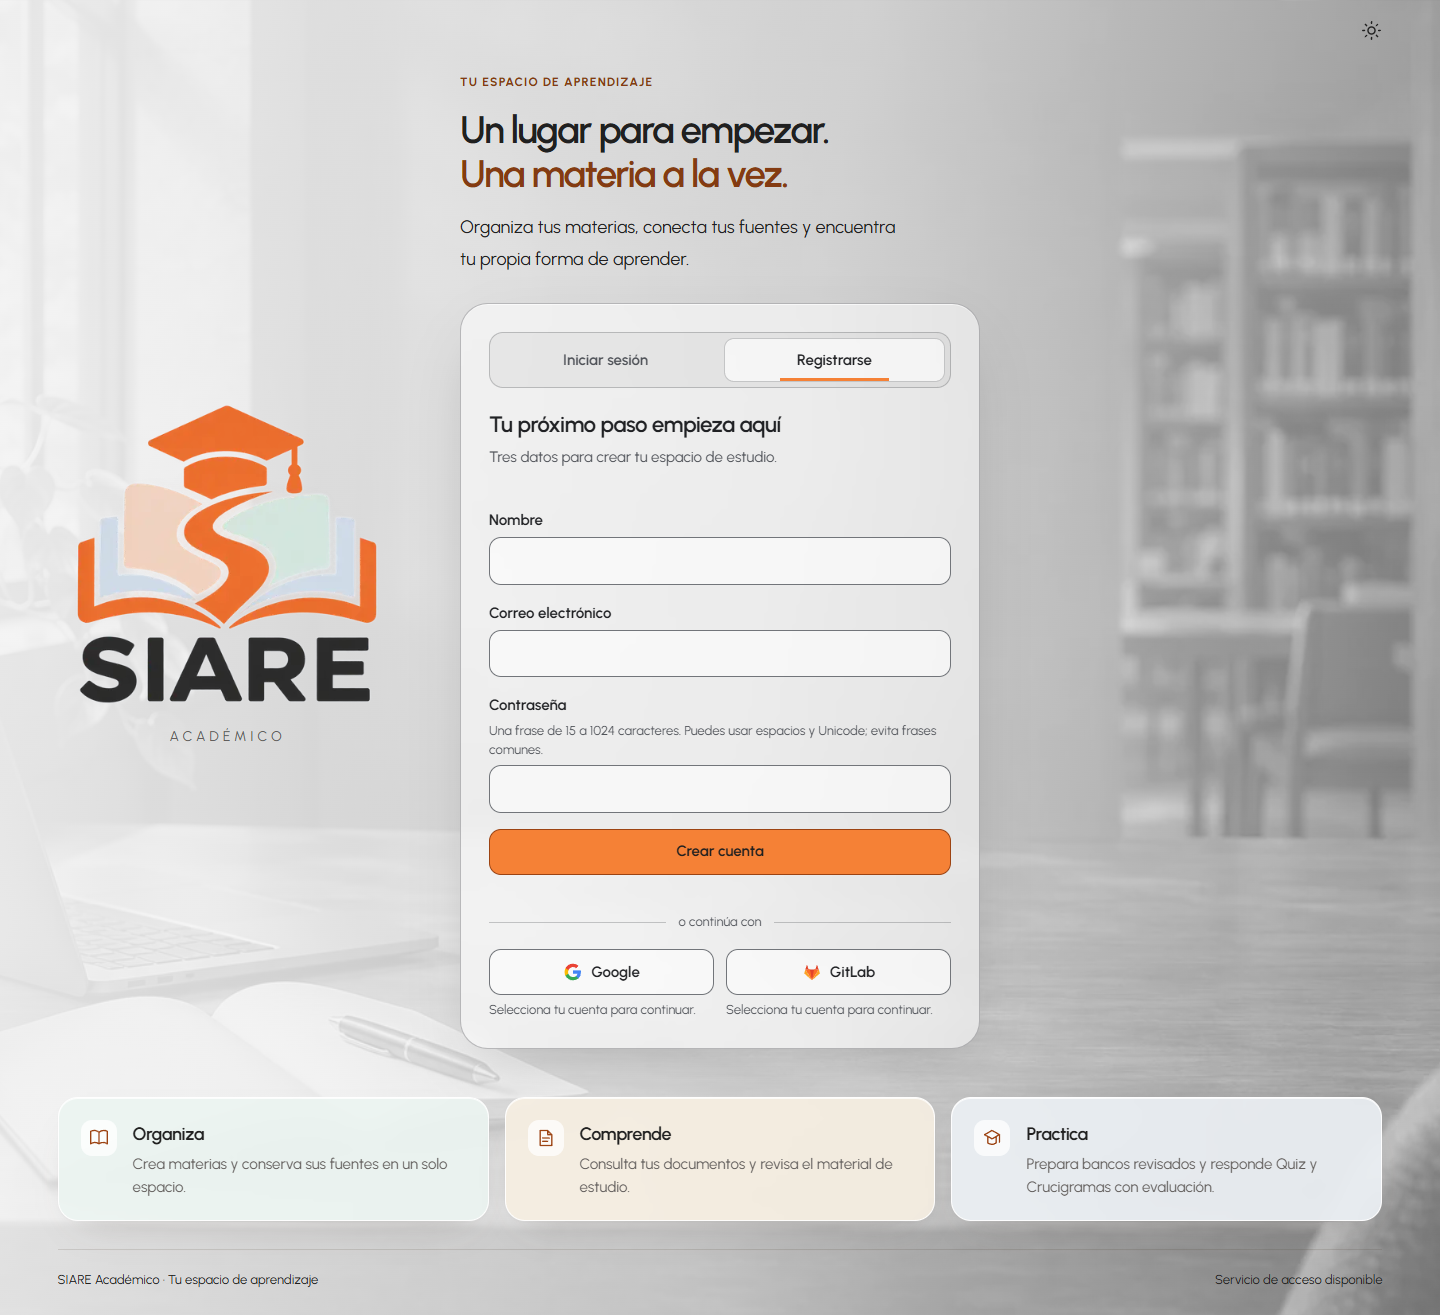 TU ESPACIO DE APRENDIZAJE
Un lugar para empezar.
Una materia a la vez.
Organiza tus materias, conecta tus fuentes y encuentra
tu propia forma de aprender.
SIARE
ACADÉMICO
Iniciar sesión
Registrarse
Tu próximo paso empieza aquí
Tres datos para crear tu espacio de estudio.
Nombre
Correo electrónico
Contraseña
Una frase de 15 a 1024 caracteres. Puedes usar espacios y Unicode; evita frases
comunes.
Crear cuenta
o continúa con
Google
GitLab
Selecciona tu cuenta para continuar.
Selecciona tu cuenta para continuar.
Organiza
Crea materias y conserva sus fuentes en un solo
espacio.
Comprende
Consulta tus documentos y revisa el material de
estudio.
Practica
Prepara bancos revisados y responde Quiz y
Crucigramas con evaluación.
SIARE Académico · Tu espacio de aprendizaje
Servicio de acceso disponible